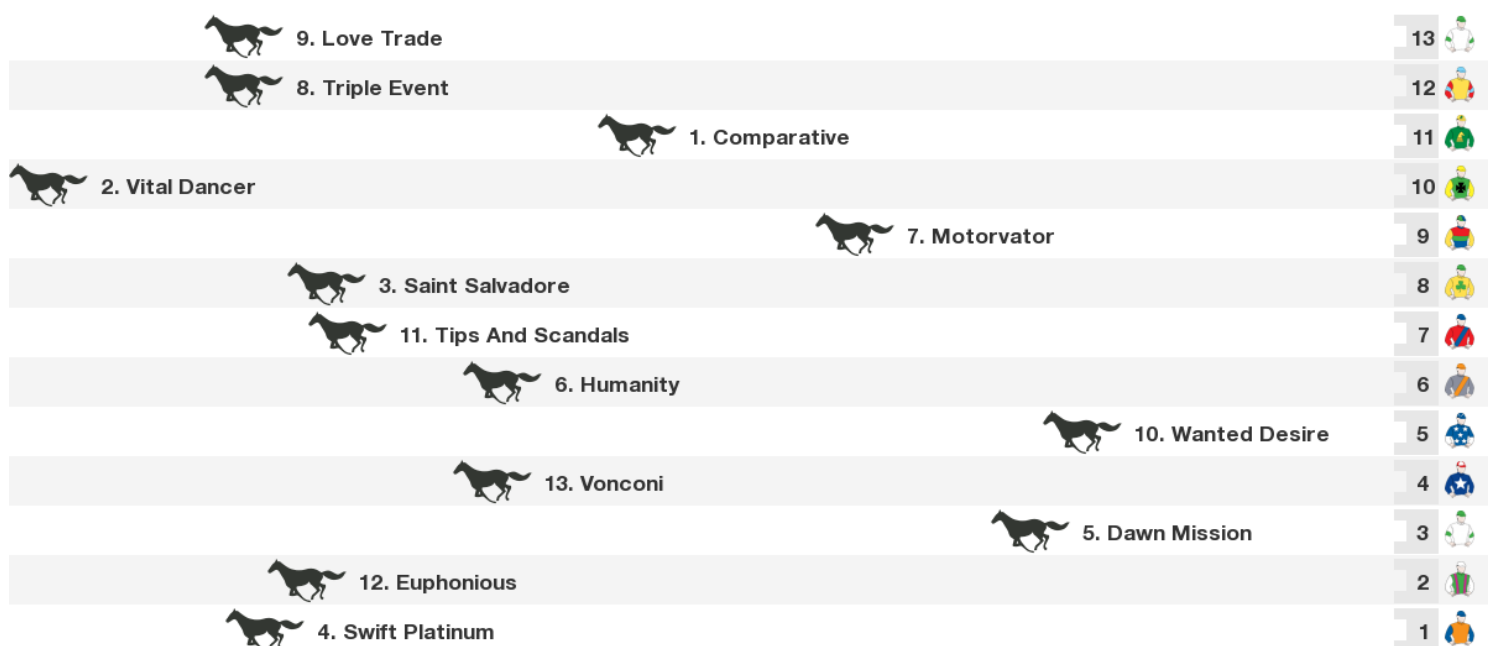 9. Love Trade 13
8. Triple Event 12
1. Comparative 11
2. Vital Dancer 10
7. Motorvator 9
3. Saint Salvadore 8
11. Tips And Scandals 7
6. Humanity 6
10. Wanted Desire 5
13. Vonconi 4
5. Dawn Mission 3
12. Euphonious 2
4. Swift Platinum 1